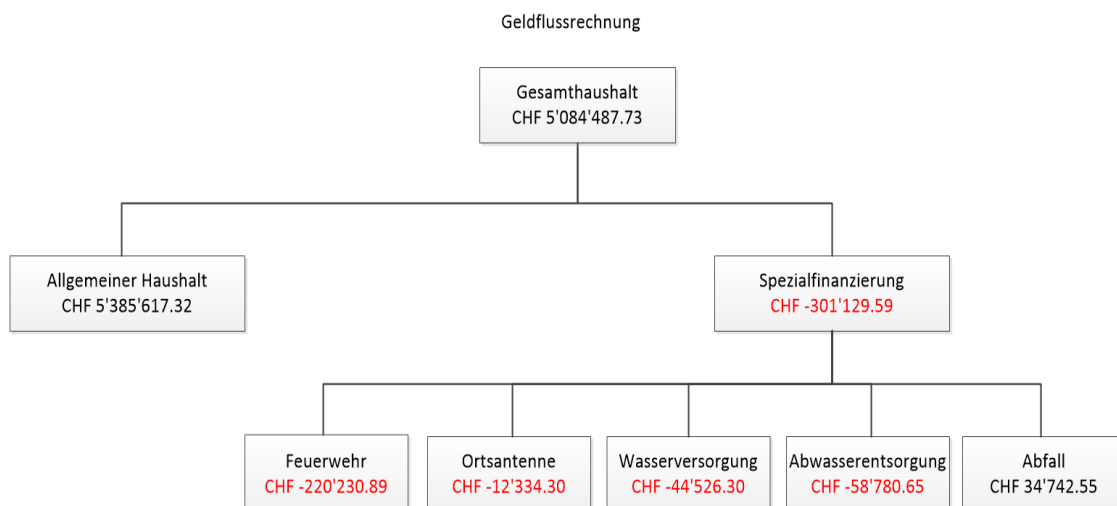 Geldflussrechnung
Gesamthaushalt
CHF 5'084'487.73
Allgemeiner Haushalt
CHF 5'385'617.32
Spezialfinanzierung
CHF -301'129.59
Feuerwehr
CHF -220'230.89
Ortsantenne
CHF -12'334.30
Wasserversorgung
CHF -44'526.30
Abwasserentsorgung
CHF -58'780.65
Abfall
CHF 34'742.55